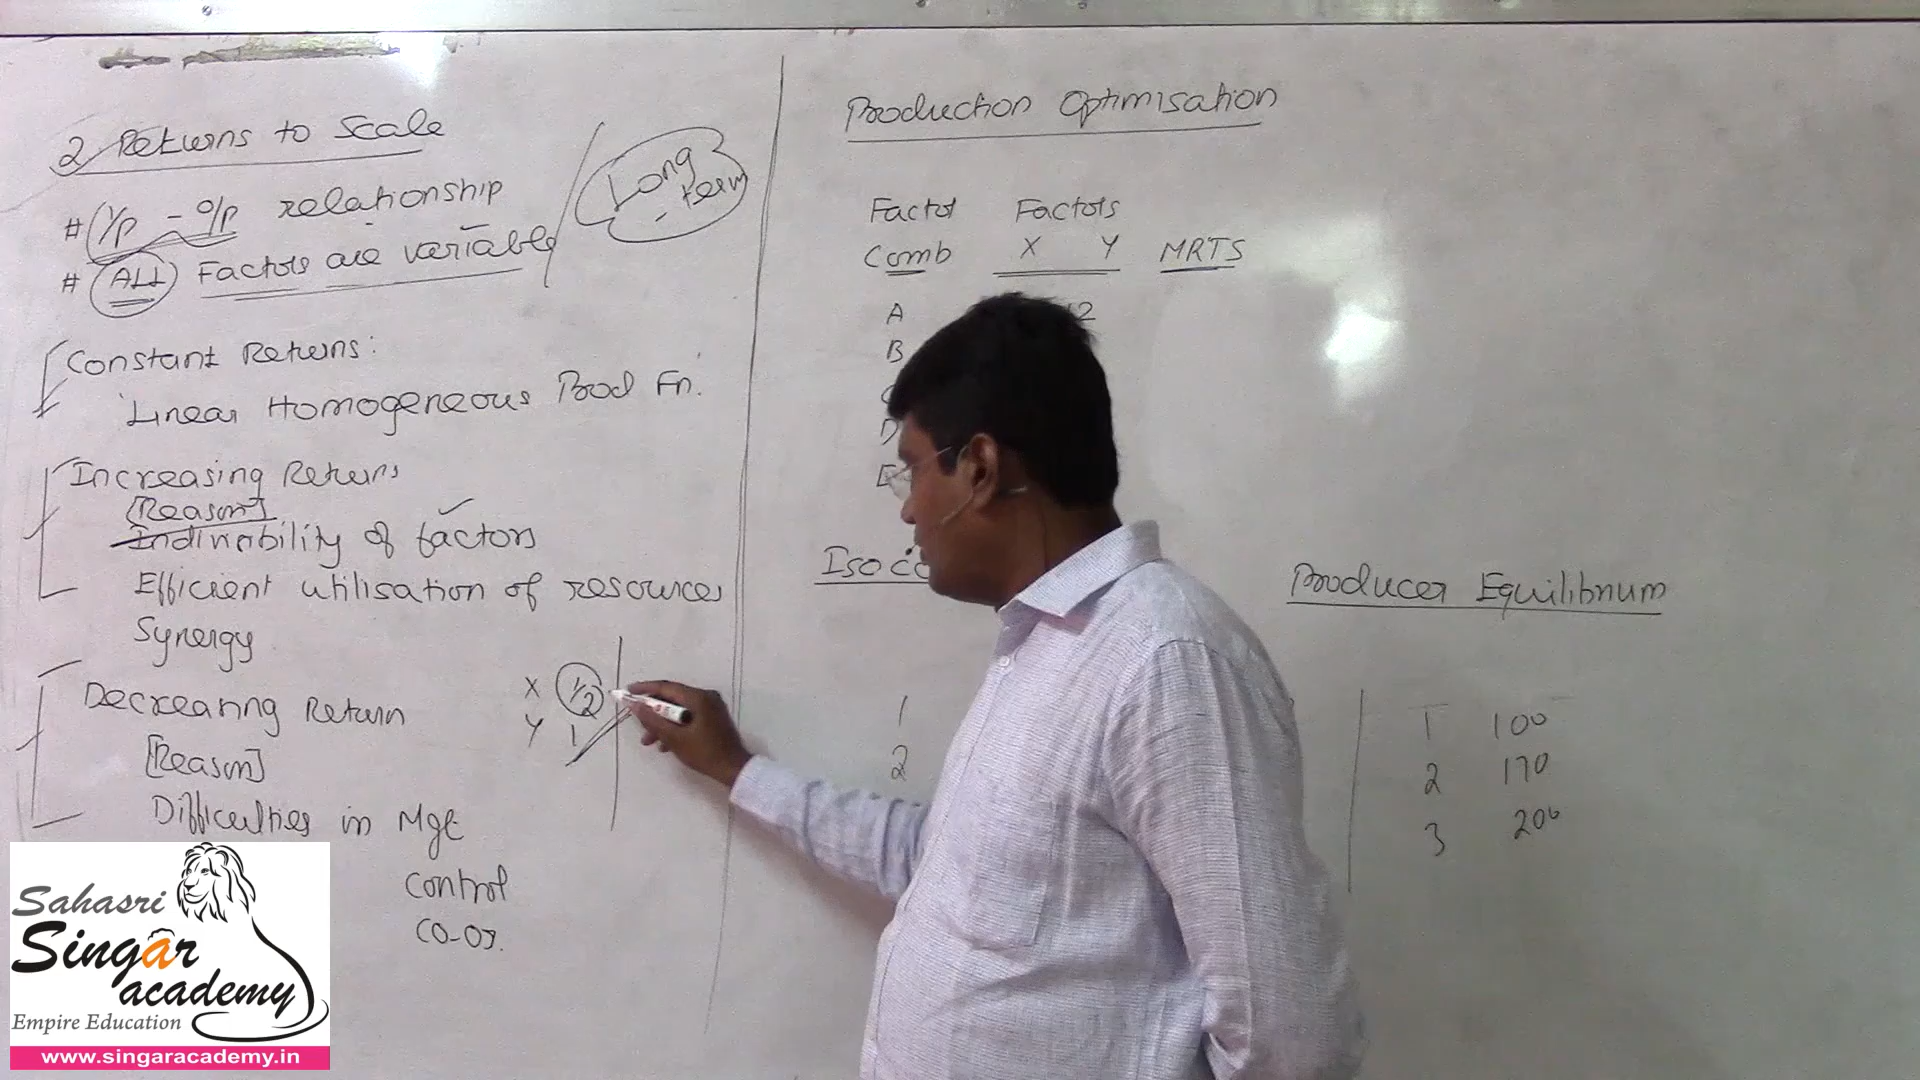 2 Returns to Scale
# I/p - O/p relationship
# ALL Factors are variable
Long term
Constant Returns:
Linear Homogeneous Prod Fn.
Increasing Returns
[Reason]
Indivisibility of factors
Efficient utilisation of resources
Synergy
Decreasing Return
[Reason]
Difficulties in Mgt
Control
CO-Or.
X 1/2
Y 1
Production Optimisation
Factor Factors
Comb X Y MRTS
A 12
B
D
E
Iso
1
2
Producer Equilibrium
1 100
2 170
3 200
Sahasri
Singar
academy
Empire Education
www.singaracademy.in